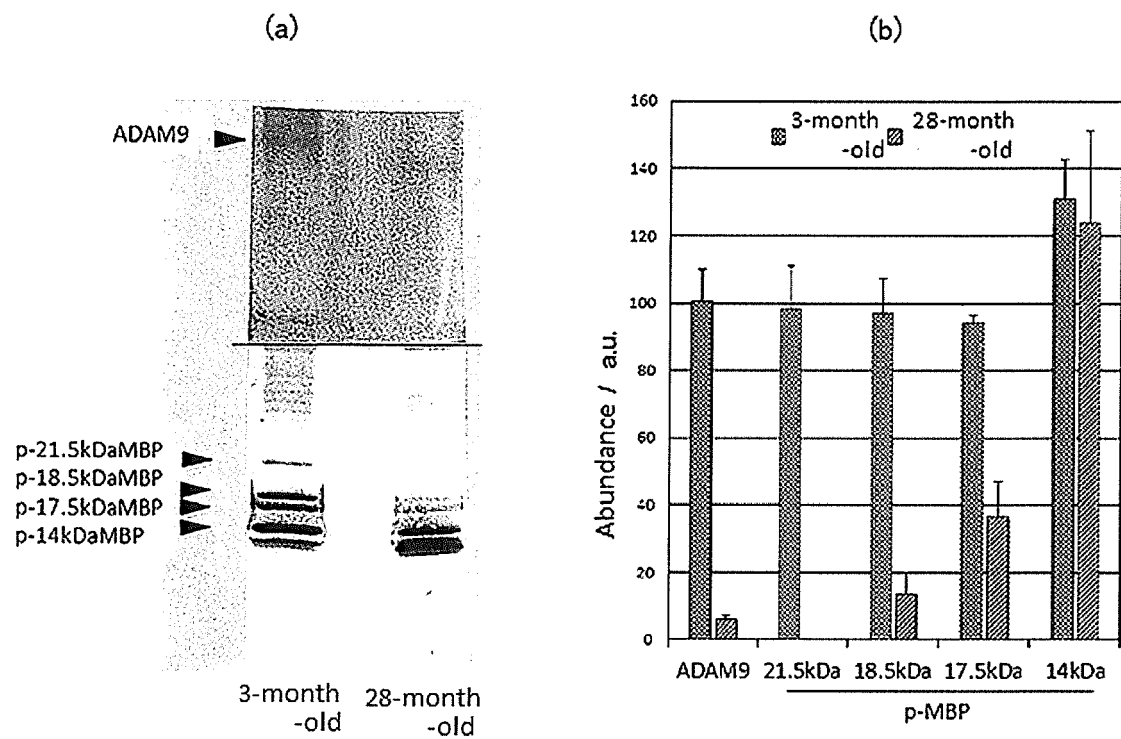 (a)
ADAM9
p-21.5kDaMBP
p-18.5kDaMBP
p-17.5kDaMBP
p-14kDaMBP
3-month
-old
28-month
-old
(b)
3-month
-old
28-month
-old
Abundance / a.u.
160
140
120
100
80
60
40
20
0
ADAM9 21.5kDa 18.5kDa 17.5kDa 14kDa
p-MBP